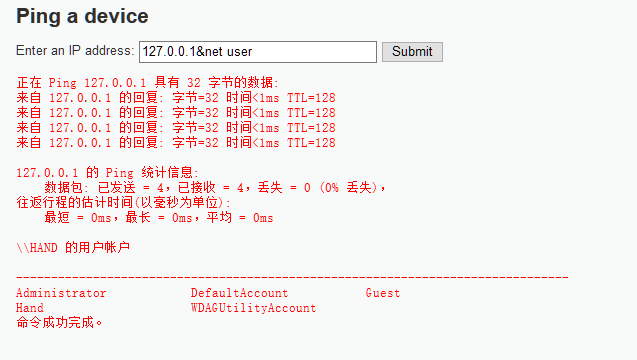 Ping a device
Enter an IP address: 127.0.0.1&net user Submit
正在 Ping 127.0.0.1 具有 32 字节的数据:
来自 127.0.0.1 的回复: 字节=32 时间<1ms TTL=128
来自 127.0.0.1 的回复: 字节=32 时间<1ms TTL=128
来自 127.0.0.1 的回复: 字节=32 时间<1ms TTL=128
来自 127.0.0.1 的回复: 字节=32 时间<1ms TTL=128
127.0.0.1 的 Ping 统计信息:
数据包: 已发送 = 4，已接收 = 4，丢失 = 0 (0% 丢失)，
往返行程的估计时间(以毫秒为单位):
最短 = 0ms，最长 = 0ms，平均 = 0ms
\\HAND 的用户帐户
-------------------------------------------------------------------------------
Administrator DefaultAccount Guest
Hand WDAGUtilityAccount
命令成功完成。